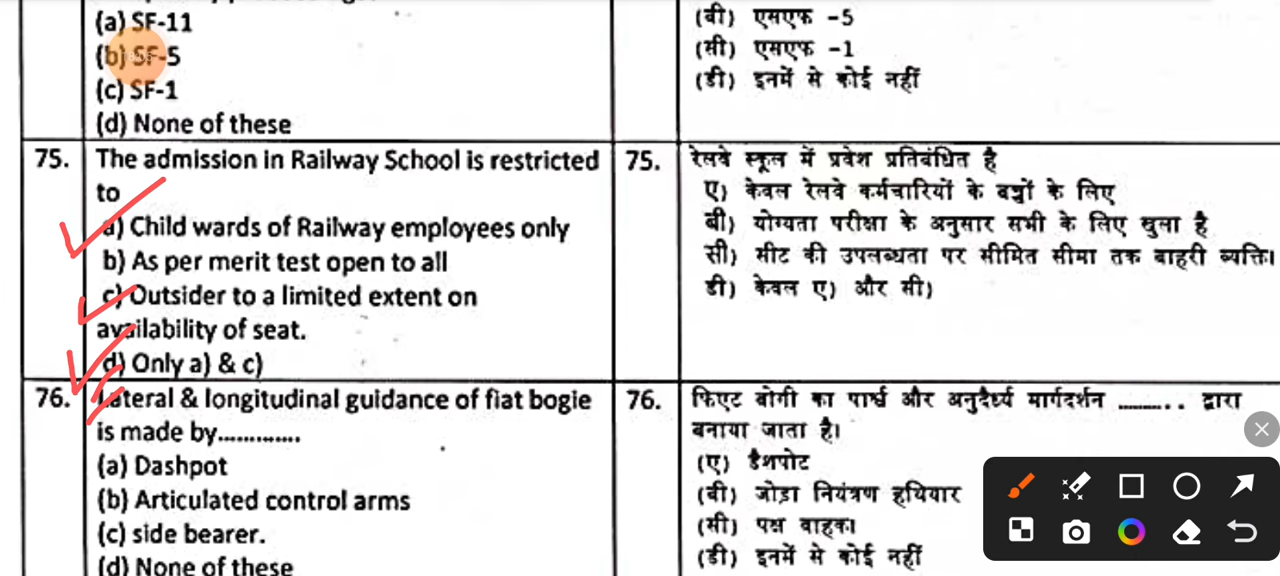 (a) SF-11
(b) SF-5
(c) SF-1
(d) None of these
(बी) एसएफ -5
(सी) एसएफ -1
(डी) इनमें से कोई नहीं
75. The admission in Railway School is restricted
to
a) Child wards of Railway employees only
b) As per merit test open to all
c) Outsider to a limited extent on
availability of seat.
d) Only a) & c)
75. रेलवे स्कूल में प्रवेश प्रतिबंधित है
ए) केवल रेलवे कर्मचारियों के बच्चों के लिए
बी) योग्यता परीक्षा के अनुसार सभी के लिए खुला है
सी) सीट की उपलब्धता पर सीमित सीमा तक बाहरी व्यक्ति।
डी) केवल ए) और सी)
76. Lateral & longitudinal guidance of fiat bogie
is made by.............
(a) Dashpot
(b) Articulated control arms
(c) side bearer.
(d) None of these
76. फिएट बोगी का पार्श्व और अनुदैर्ध्य मार्गदर्शन ........... द्वारा
बनाया जाता है।
(ए) डैशपोट
(बी) जोड़ा नियंत्रण हथियार
(सी) पक्ष वाहक।
(डी) इनमें से कोई नहीं